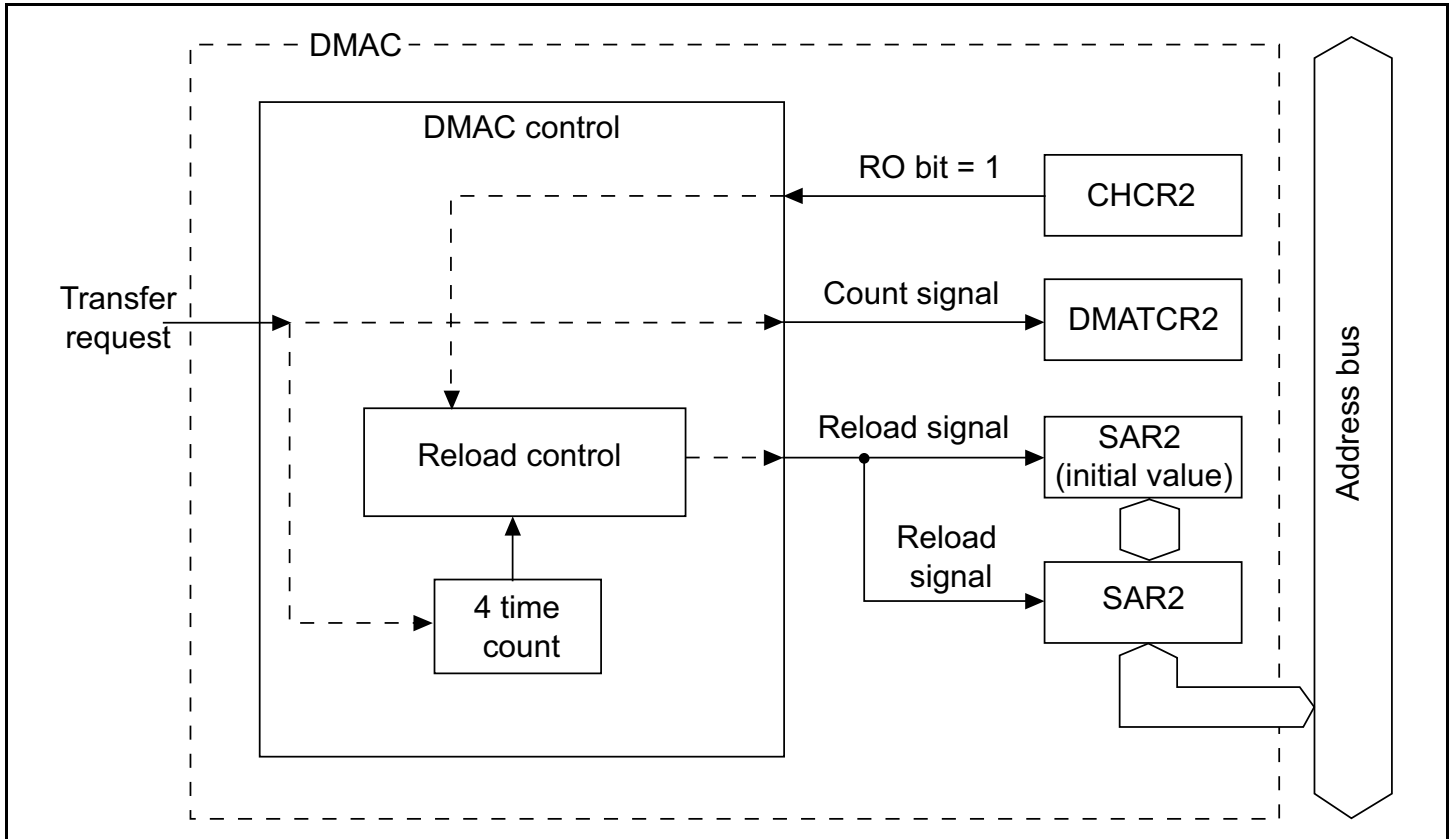 DMAC
DMAC control
RO bit = 1
CHCR2
Transfer
request
Count signal
DMATCR2
Reload control
Reload signal
SAR2
(initial value)
Reload
signal
4 time
count
SAR2
Address bus